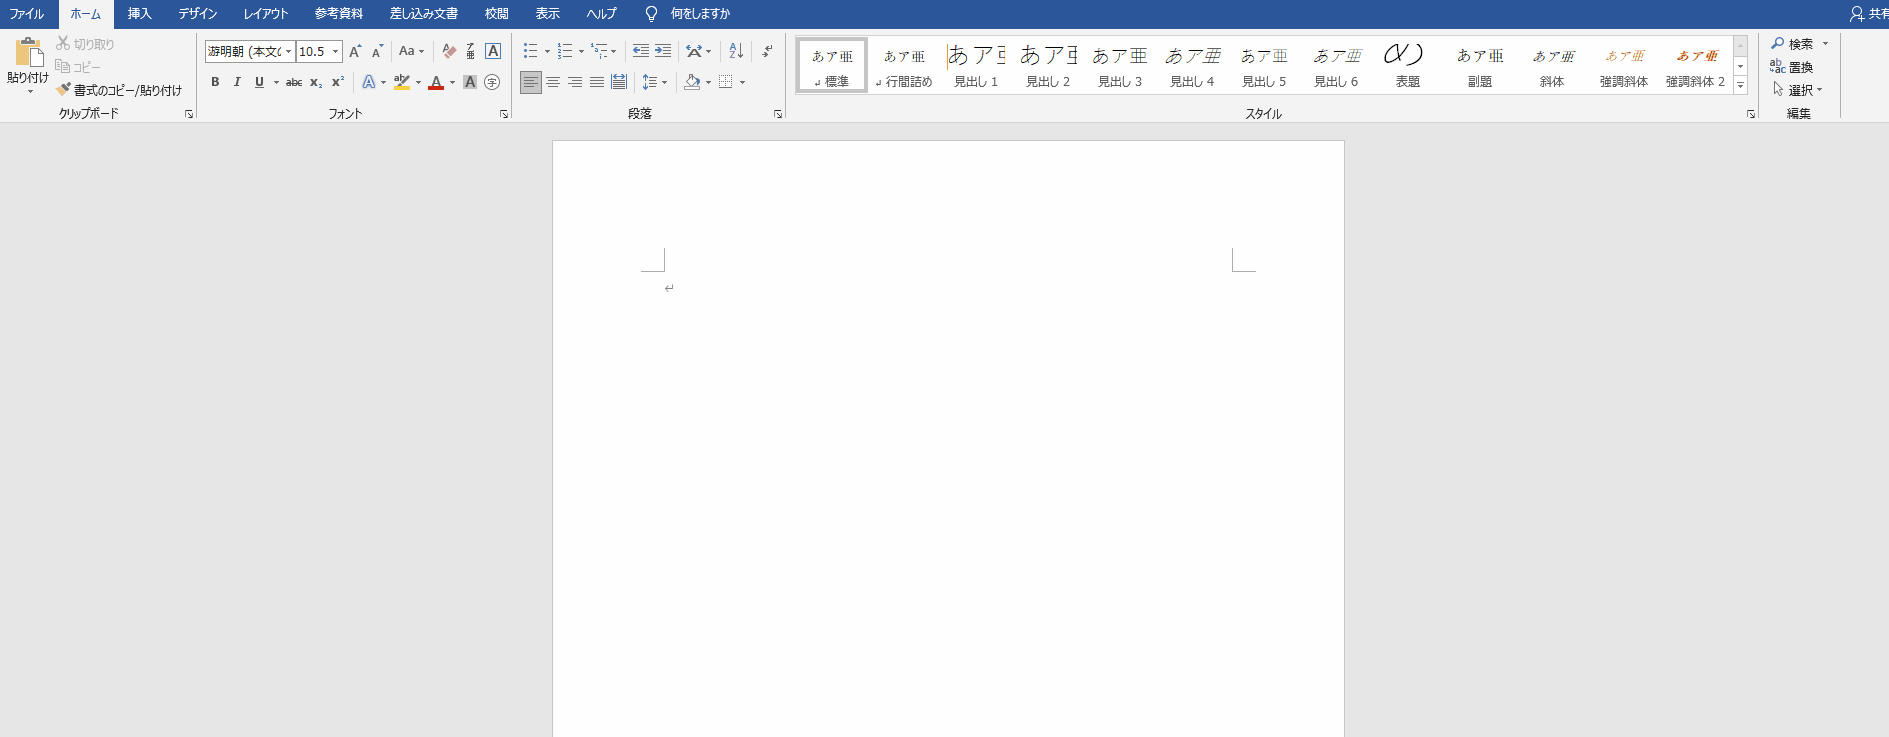 ファイル ホーム 挿入 デザイン レイアウト 参考資料 差し込み文書 校閲 表示 ヘルプ 何をしますか 共有
貼り付け
切り取り
コピー
書式のコピー/貼り付け
クリップボード
游明朝 (本文の 10.5 A A Aa A ア亜 A
B I U abc x₂ x² A ab A A 字
フォント
段落
あア亜 標準
あア亜 行間詰め
あア亜 見出し 1
あア亜 見出し 2
あア亜 見出し 3
あア亜 見出し 4
あア亜 見出し 5
あア亜 見出し 6
表題
あア亜 副題
あア亜 斜体
あア亜 強調斜体
あア亜 強調斜体 2
スタイル
検索
置換
選択
編集